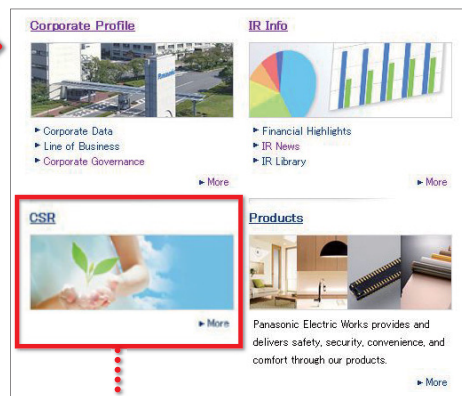 Corporate Profile
IR Info
Panasonic
Corporate Data
Line of Business
Corporate Governance
More
Financial Highlights
IR News
IR Library
More
CSR
More
Products
Panasonic Electric Works provides and
delivers safety, security, convenience, and
comfort through our products.
More